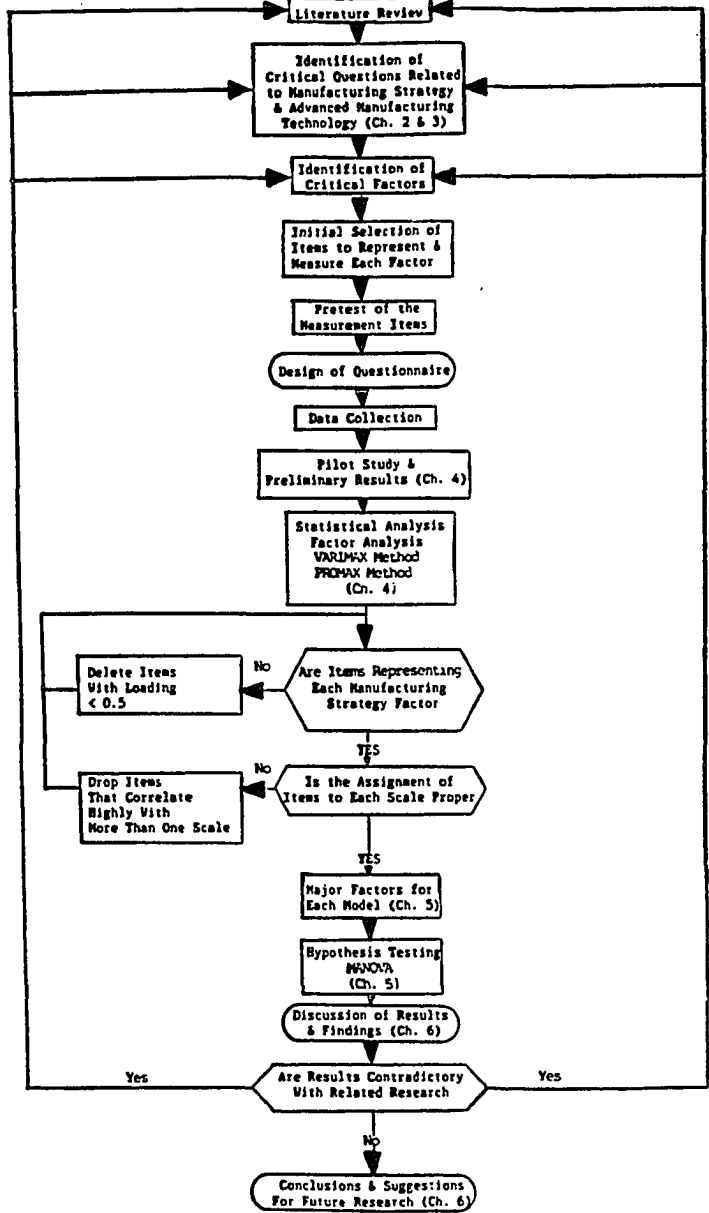 Literature Review
Identification of
Critical Questions Related
to Manufacturing Strategy
& Advanced Manufacturing
Technology (Ch. 2 & 3)
Identification of
Critical Factors
Initial Selection of
Items to Represent &
Measure Each Factor
Pretest of the
Measurement Items
Design of Questionnaire
Data Collection
Pilot Study &
Preliminary Results (Ch. 4)
Statistical Analysis
Factor Analysis
VARIMAX Method
PROMAX Method
(Ch. 4)
No
Are Items Representing
Each Manufacturing
Strategy Factor
Delete Items
With Loading
< 0.5
YES
No
Is the Assignment of
Items to Each Scale Proper
Drop Items
That Correlate
Highly With
More Than One Scale
YES
Major Factors for
Each Model (Ch. 5)
Hypothesis Testing
MANOVA
(Ch. 5)
Discussion of Results
& Findings (Ch. 6)
Yes
Are Results Contradictory
With Related Research
Yes
No
Conclusions & Suggestions
For Future Research (Ch. 6)